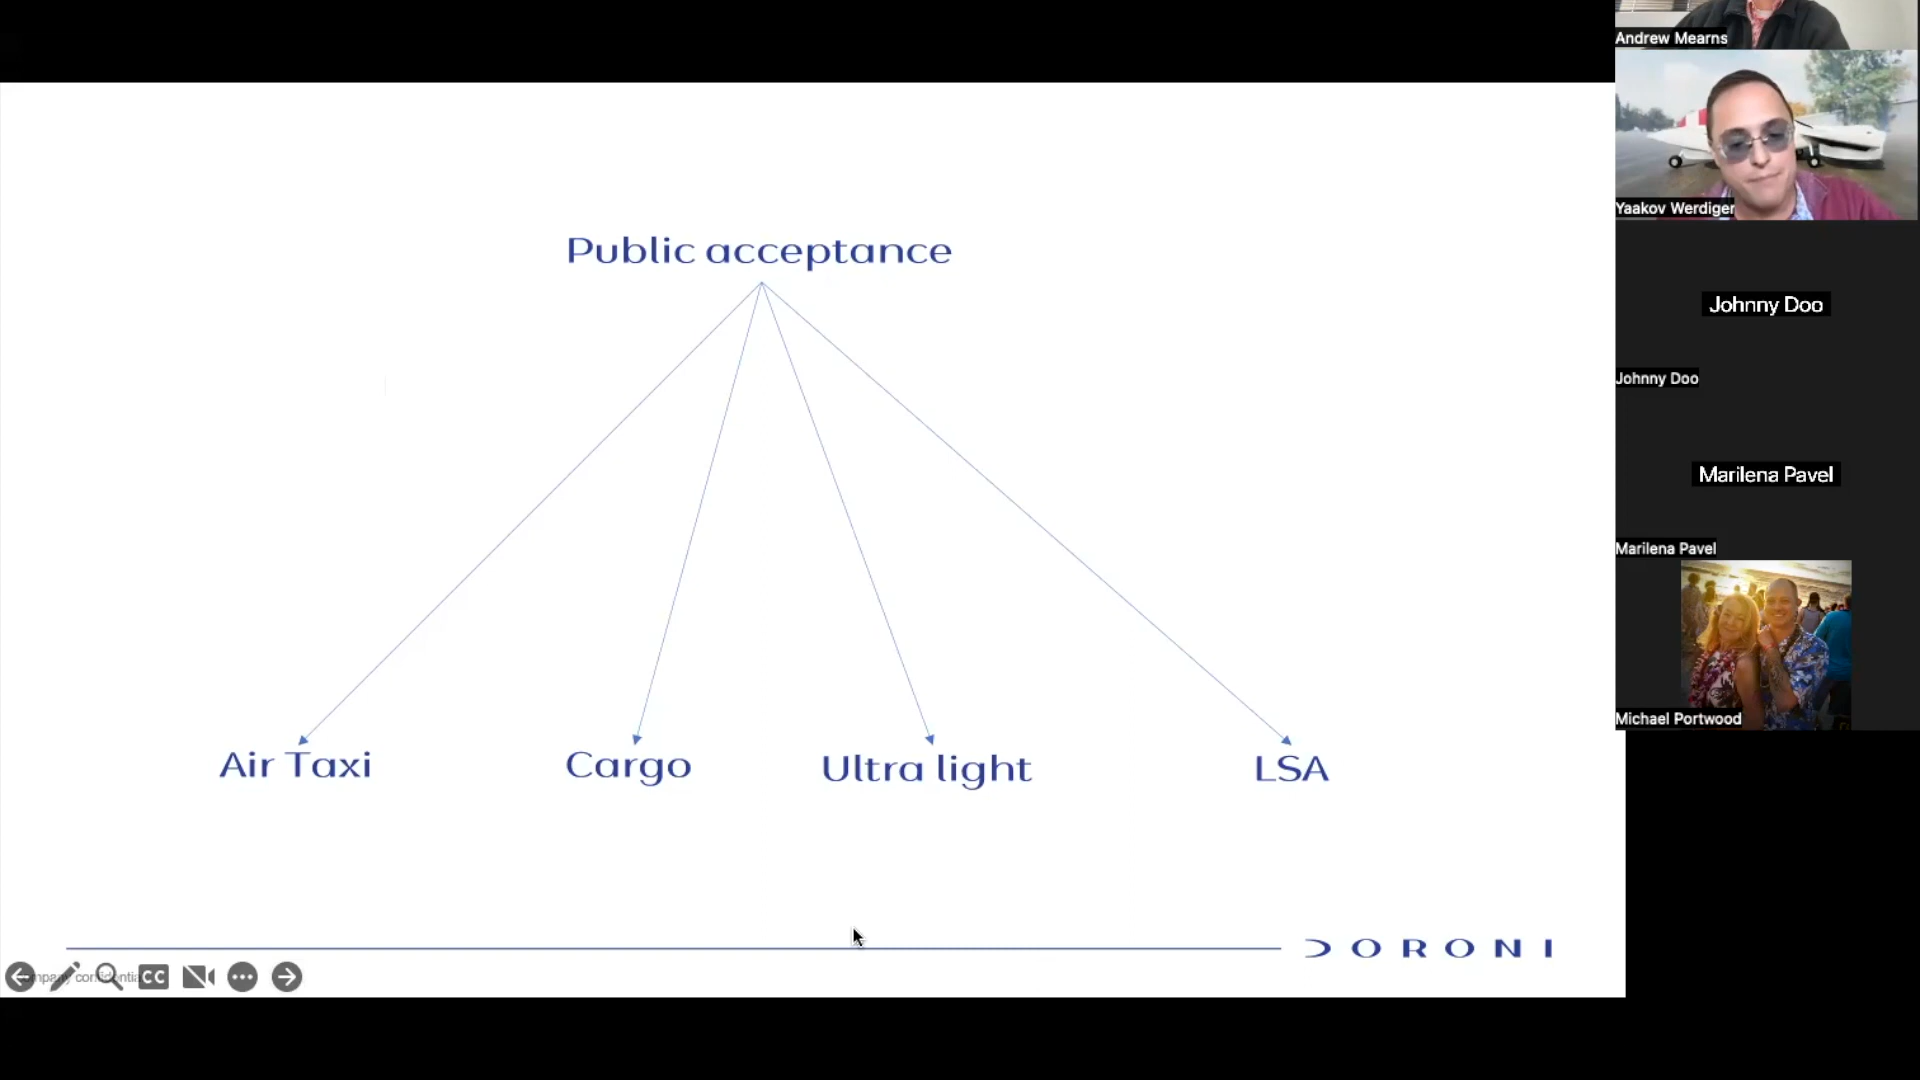 Andrew Mearns
Yaakov Werdiger
Johnny Doo
Johnny Doo
Marilena Pavel
Marilena Pavel
Michael Portwood
Public acceptance
Air Taxi
Cargo
Ultra light
LSA
DORONI
CC